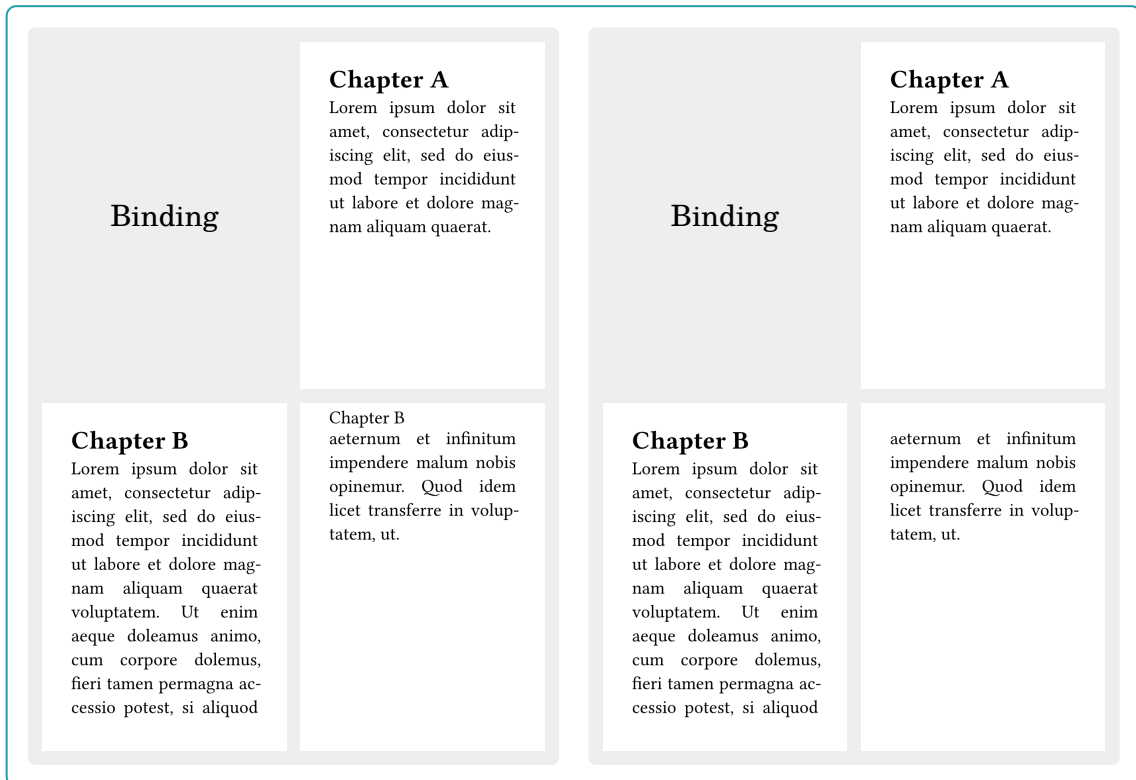 Binding
Chapter A
Lorem ipsum dolor sit
amet, consectetur adip-
iscing elit, sed do eius-
mod tempor incididunt
ut labore et dolore mag-
nam aliquam quaerat.
Chapter B
Lorem ipsum dolor sit
amet, consectetur adip-
iscing elit, sed do eius-
mod tempor incididunt
ut labore et dolore mag-
nam aliquam quaerat
voluptatem. Ut enim
aeque doleamus animo,
cum corpore dolemus,
fieri tamen permagna ac-
cessio potest, si aliquod
Chapter B
aeternum et infinitum
impendere malum nobis
opinemur. Quod idem
licet transferre in volup-
tatem, ut.
Binding
Chapter A
Lorem ipsum dolor sit
amet, consectetur adip-
iscing elit, sed do eius-
mod tempor incididunt
ut labore et dolore mag-
nam aliquam quaerat.
Chapter B
Lorem ipsum dolor sit
amet, consectetur adip-
iscing elit, sed do eius-
mod tempor incididunt
ut labore et dolore mag-
nam aliquam quaerat
voluptatem. Ut enim
aeque doleamus animo,
cum corpore dolemus,
fieri tamen permagna ac-
cessio potest, si aliquod
aeternum et infinitum
impendere malum nobis
opinemur. Quod idem
licet transferre in volup-
tatem, ut.